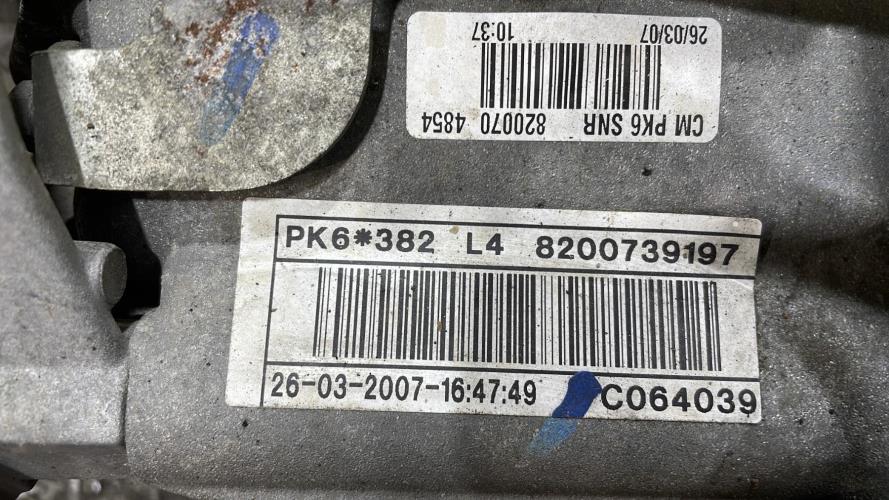 CM PK6 SNR 820070 4854
26/03/07 10:37
PK6*382 L4 8200739197
26-03-2007-16:47:49 C064039